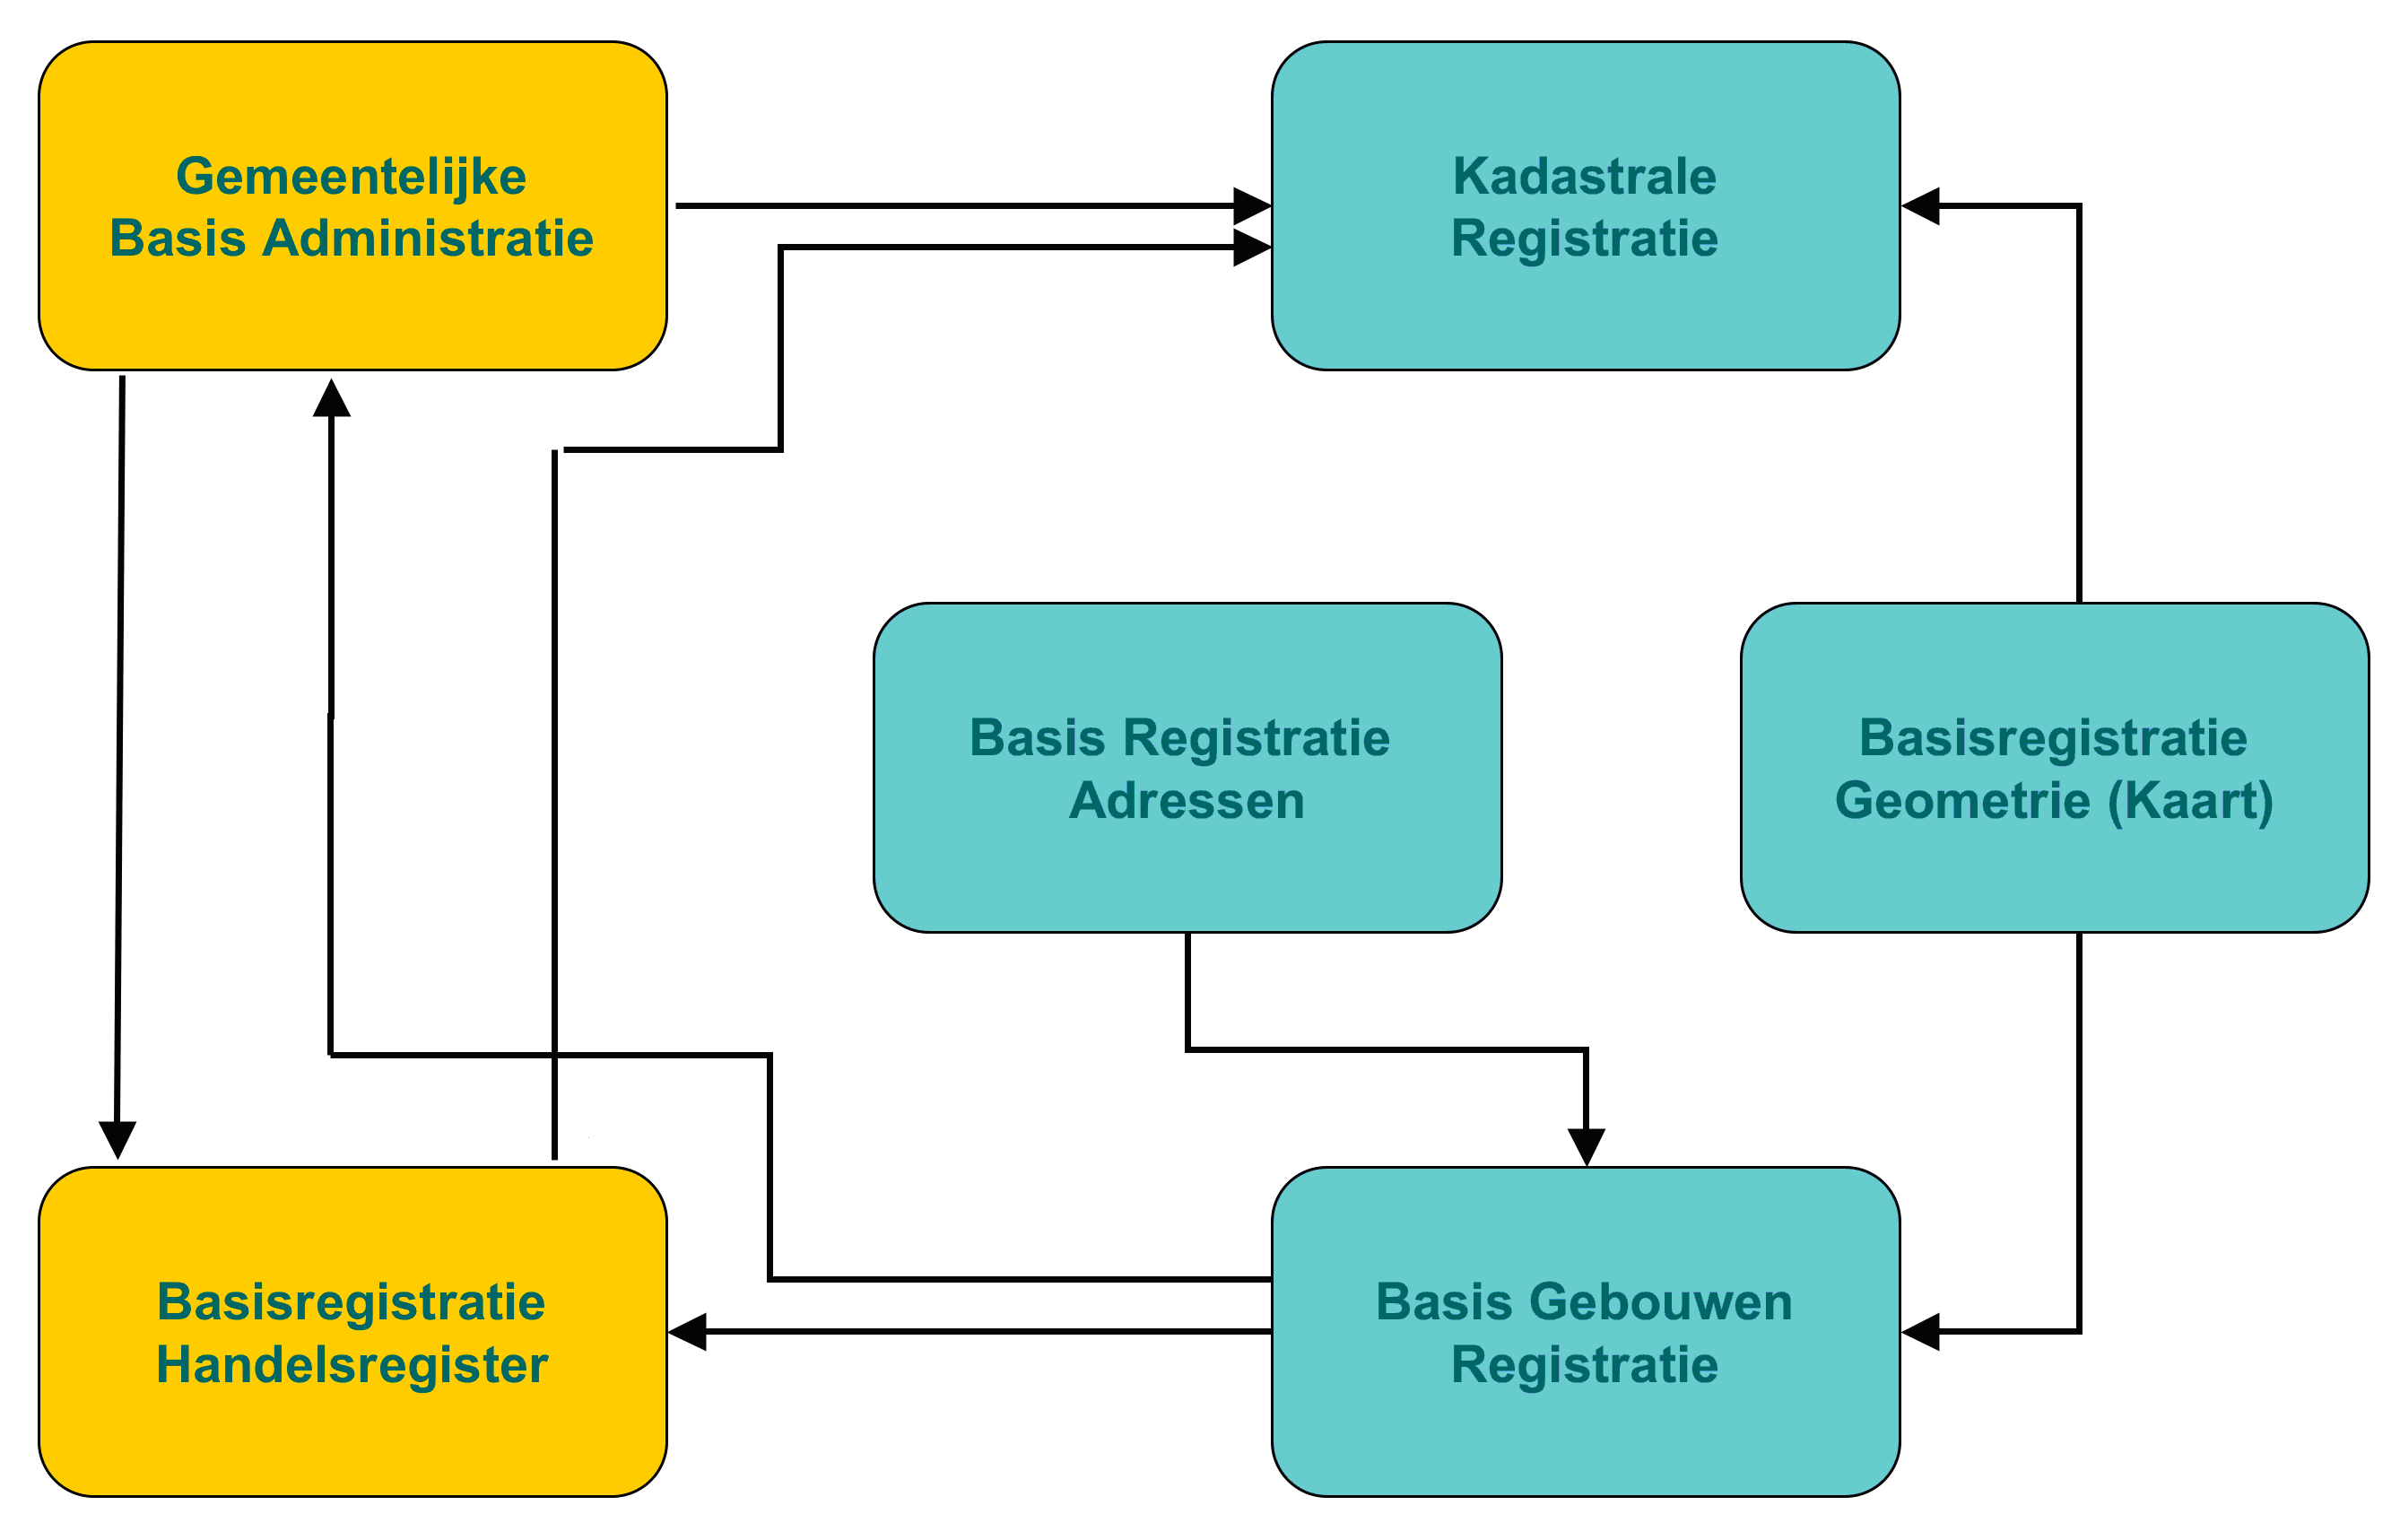 Gemeentelijke
Basis Administratie
Kadastrale
Registratie
Basis Registratie
Adressen
Basisregistratie
Geometrie (Kaart)
Basisregistratie
Handelsregister
Basis Gebouwen
Registratie